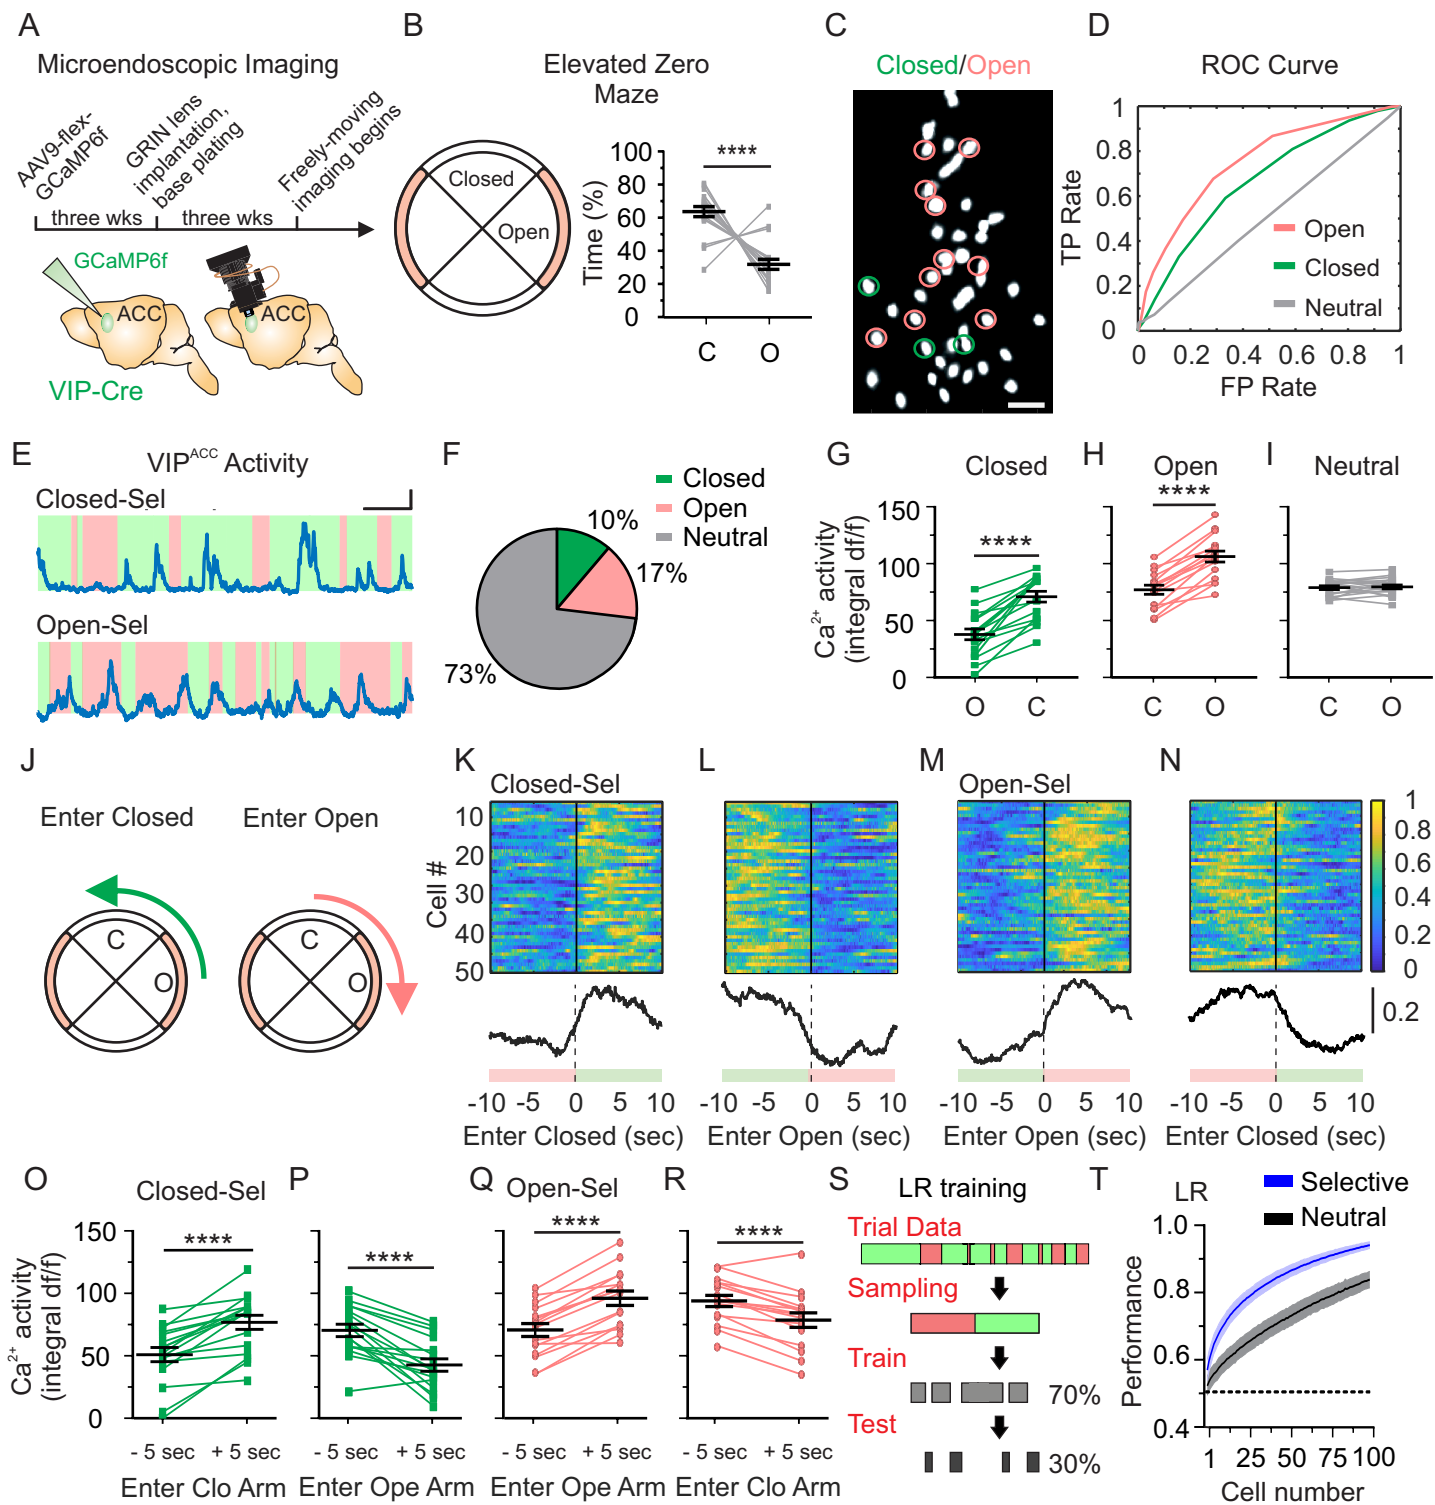 A
Microendoscopic Imaging
AAV9-flex-
GCaMP6f
GRIN lens
implantation,
base plating
Freely-moving
imaging begins
three wks
three wks
GCaMP6f
ACC
ACC
VIP-Cre
B
Elevated Zero
Maze
Closed
Open
Time (%)
100
80
60
40
20
0
****
C
O
C
Closed/Open
D
ROC Curve
TP Rate
1
0.8
0.6
0.4
0.2
0
Open
Closed
Neutral
0
0.2
0.4
0.6
0.8
1
FP Rate
E
VIP^ACC Activity
Closed-Sel
Open-Sel
F
Closed
Open
Neutral
10%
17%
73%
G
Closed
Ca²⁺ activity
(integral df/f)
150
100
50
0
****
O
C
H
Open
****
C
O
I
Neutral
C
O
J
Enter Closed
Enter Open
C
O
C
O
K
Closed-Sel
Cell #
10
20
30
40
50
-10 -5 0 5 10
Enter Closed (sec)
L
-10 -5 0 5 10
Enter Open (sec)
M
Open-Sel
-10 -5 0 5 10
Enter Open (sec)
N
1
0.8
0.6
0.4
0.2
0
0.2
-10 -5 0 5 10
Enter Closed (sec)
O
Closed-Sel
Ca²⁺ activity
(integral df/f)
150
100
50
0
****
- 5 sec + 5 sec
Enter Clo Arm
P
****
- 5 sec + 5 sec
Enter Ope Arm
Q
Open-Sel
****
- 5 sec + 5 sec
Enter Ope Arm
R
****
- 5 sec + 5 sec
Enter Clo Arm
S
LR training
Trial Data
Sampling
Train
70%
Test
30%
T
LR
Selective
Neutral
Performance
1.0
0.8
0.6
0.4
1 25 50 75 100
Cell number